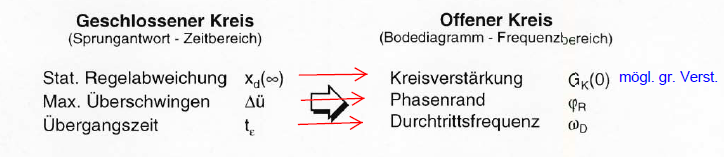 Geschlossener Kreis Offener Kreis
(Sprungantwort - Zeitbereich) (Bodediagramm - Frequenzbereich)
Stat. Regelabweichung x_d(∞) Kreisverstärkung G_K(0) mögl. gr. Verst.
Max. Überschwingen Δü Phasenrand φ_R
Übergangszeit t_ε Durchtrittsfrequenz ω_D